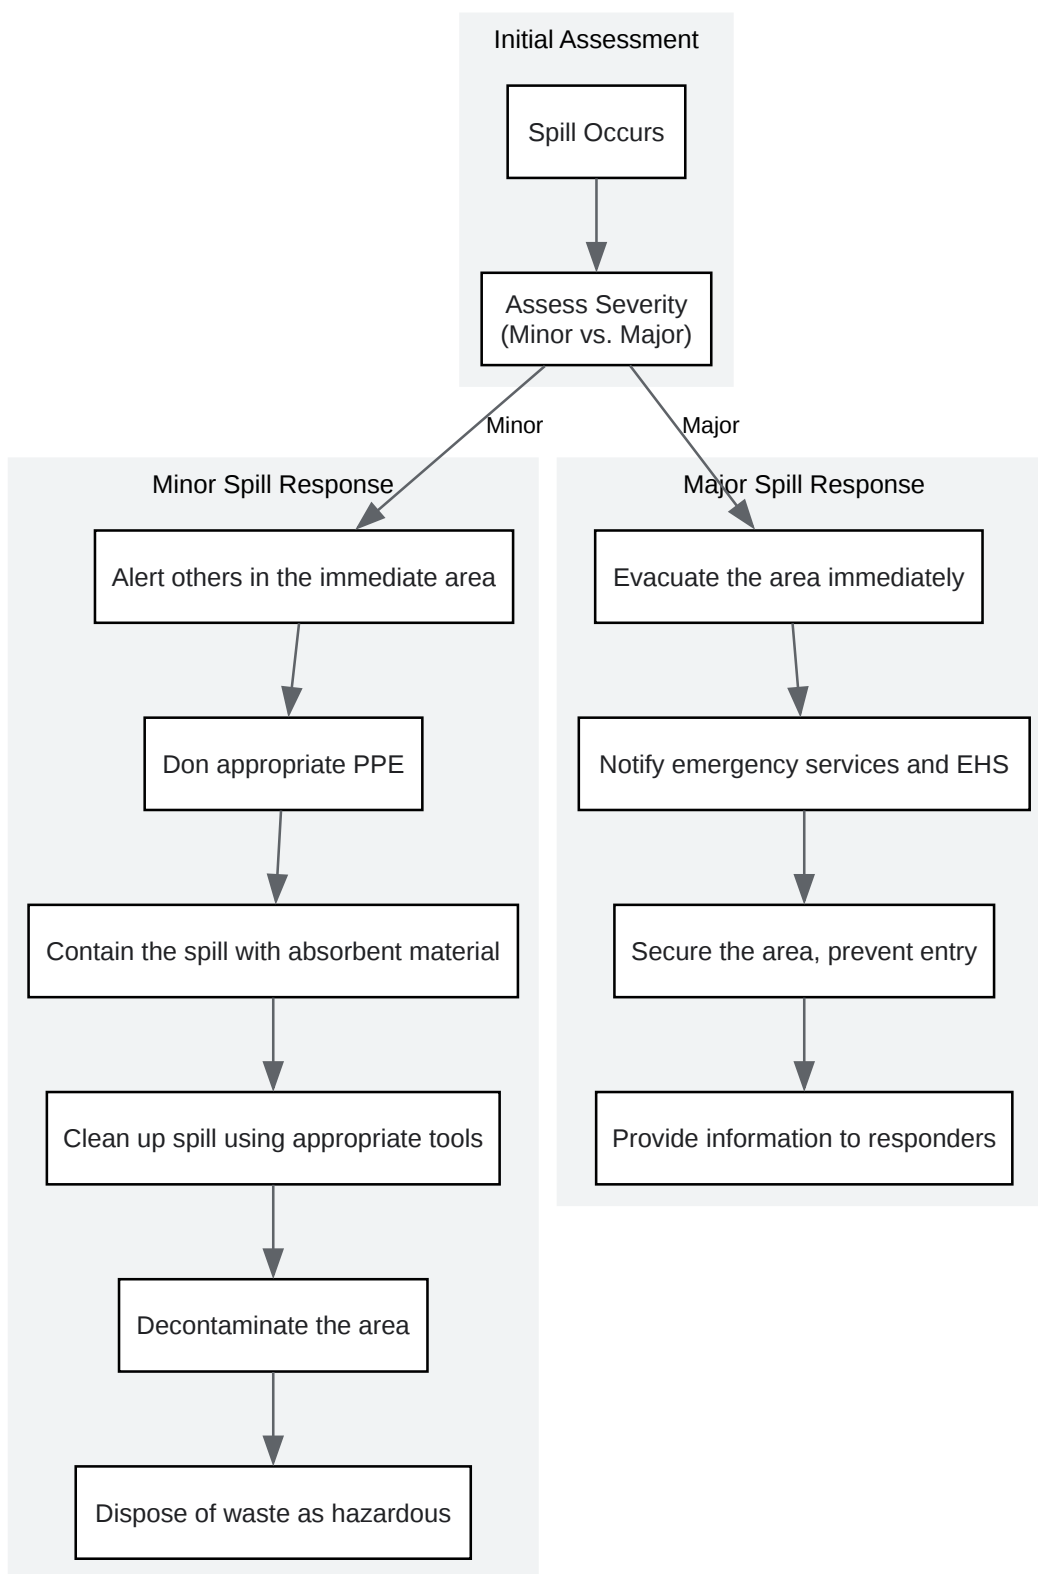 Initial Assessment
Spill Occurs
Assess Severity
(Minor vs. Major)
Minor
Major
Minor Spill Response
Alert others in the immediate area
Don appropriate PPE
Contain the spill with absorbent material
Clean up spill using appropriate tools
Decontaminate the area
Dispose of waste as hazardous
Major Spill Response
Evacuate the area immediately
Notify emergency services and EHS
Secure the area, prevent entry
Provide information to responders